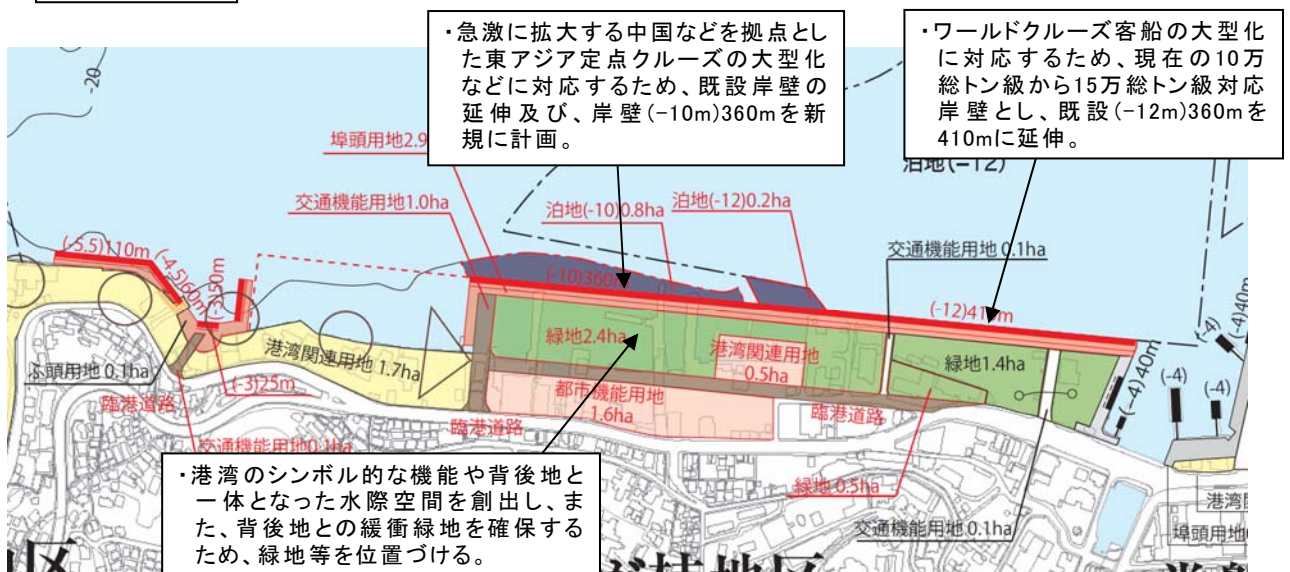 ・急激に拡大する中国などを拠点とし
た東アジア定点クルーズの大型化
などに対応するため、既設岸壁の
延伸及び、岸壁(-10m)360mを新
規に計画。
・ワールドクルーズ客船の大型化
に対応するため、現在の10万
総トン級から15万総トン級対応
岸壁とし、既設(-12m)360mを
410mに延伸。
-20
埠頭用地2.9
泊地(-12)
交通機能用地1.0ha
泊地(-10)0.8ha
泊地(-12)0.2ha
交通機能用地 0.1ha
(-5.5)110m
(-4.5)60m
(-3)50m
(-10)360m
(-12)410m
(-4)
(-4)40m
緑地2.4ha
港湾関連用地
0.5ha
緑地1.4ha
(-4)40m
(-4)
(-4)
港湾関連用地 1.7ha
ふ頭用地 0.1ha
(-3)25m
臨港道路
都市機能用地
1.6ha
臨港道路
臨港道路
交通機能用地0.1ha
緑地 0.5ha
交通機能用地 0.1ha
埠頭用地
・港湾のシンボル的な機能や背後地と
一体となった水際空間を創出し、ま
た、背後地との緩衝緑地を確保する
ため、緑地等を位置づける。